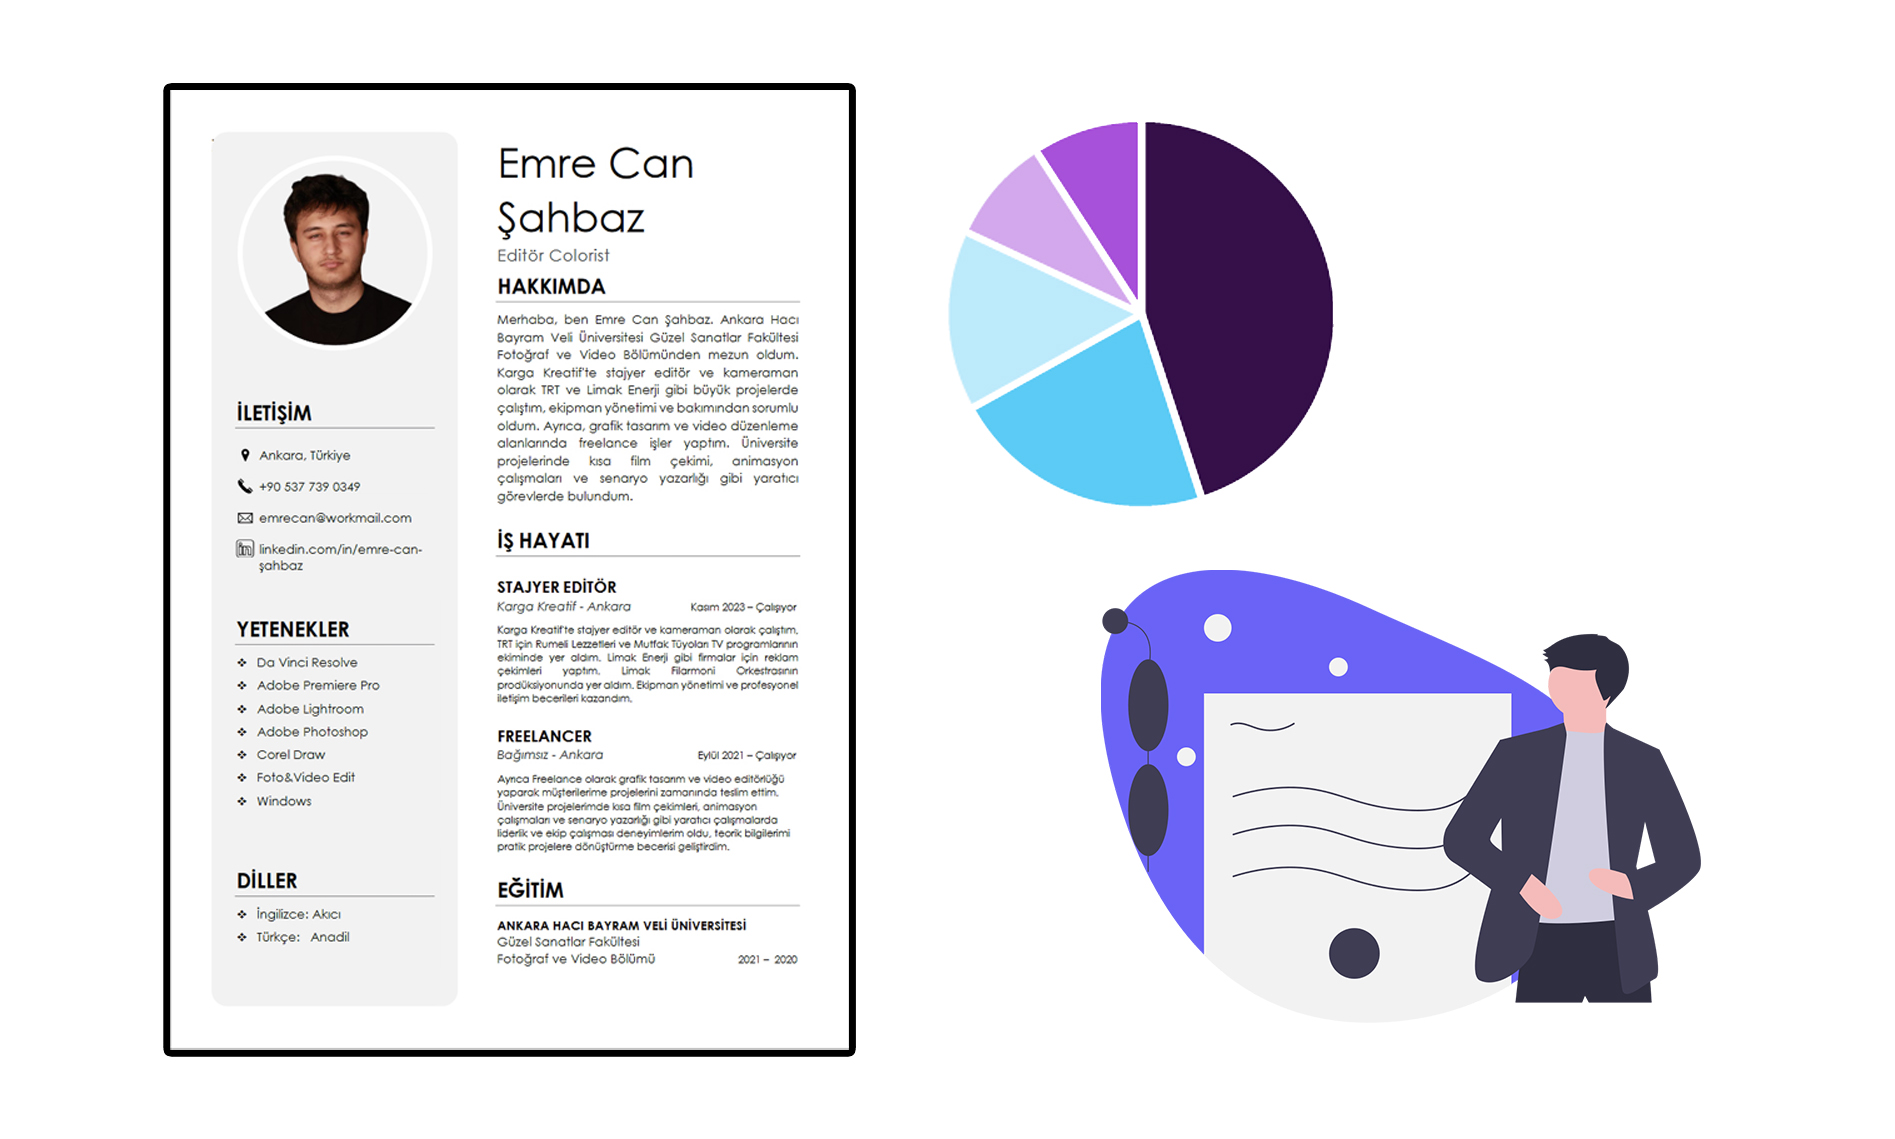 Emre Can
Şahbaz
Editör Colorist
HAKKIMDA
Merhaba, ben Emre Can Şahbaz. Ankara Hacı
Bayram Veli Üniversitesi Güzel Sanatlar Fakültesi
Fotoğraf ve Video Bölümünden mezun oldum.
Karga Kreatif'te stajyer editör ve kameraman
olarak TRT ve Limak Enerji gibi büyük projelerde
çalıştım, ekipman yönetimi ve bakımından sorumlu
oldum. Ayrıca, grafik tasarım ve video düzenleme
alanlarında freelance işler yaptım. Üniversite
projelerinde kısa film çekimi, animasyon
çalışmaları ve senaryo yazarlığı gibi yaratıcı
görevlerde bulundum.
İLETİŞİM
Ankara, Türkiye
+90 537 739 0349
emrecan@workmail.com
linkedin.com/in/emre-can-
şahbaz
YETENEKLER
Da Vinci Resolve
Adobe Premiere Pro
Adobe Lightroom
Adobe Photoshop
Corel Draw
Foto&Video Edit
Windows
DİLLER
İngilizce: Akıcı
Türkçe: Anadil
İŞ HAYATI
STAJYER EDİTÖR
Karga Kreatif - Ankara Kasım 2023 – Çalışıyor
Karga Kreatif'te stajyer editör ve kameraman olarak çalıştım,
TRT için Rumeli Lezzetleri ve Mutfak Tüyoları TV programlarının
ekiminde yer aldım. Limak Enerji gibi firmalar için reklam
çekimleri yaptım. Limak Filarmoni Orkestrasının
prodüksiyonunda yer aldım. Ekipman yönetimi ve profesyonel
iletişim becerileri kazandım.
FREELANCER
Bağımsız - Ankara Eylül 2021 – Çalışıyor
Ayrıca Freelance olarak grafik tasarım ve video editörlüğü
yaparak müşterilerime projelerini zamanında teslim ettim.
Üniversite projelerimde kısa film çekimleri, animasyon
çalışmaları ve senaryo yazarlığı gibi yaratıcı çalışmalarda
liderlik ve ekip çalışması deneyimlerim oldu, teorik bilgilerimi
pratik projelere dönüştürme becerisi geliştirdim.
EĞİTİM
ANKARA HACI BAYRAM VELİ ÜNİVERSİTESİ
Güzel Sanatlar Fakültesi
Fotoğraf ve Video Bölümü 2021 – 2020